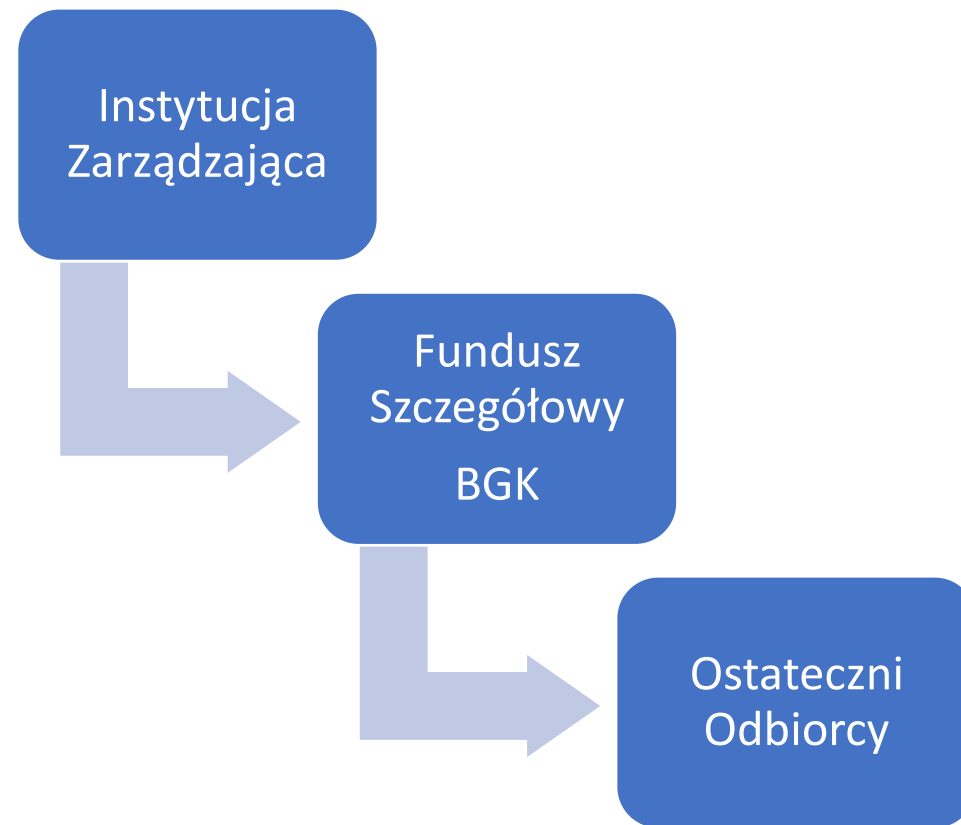 Instytucja
Zarządzająca
Fundusz
Szczegółowy
BGK
Ostateczni
Odbiorcy